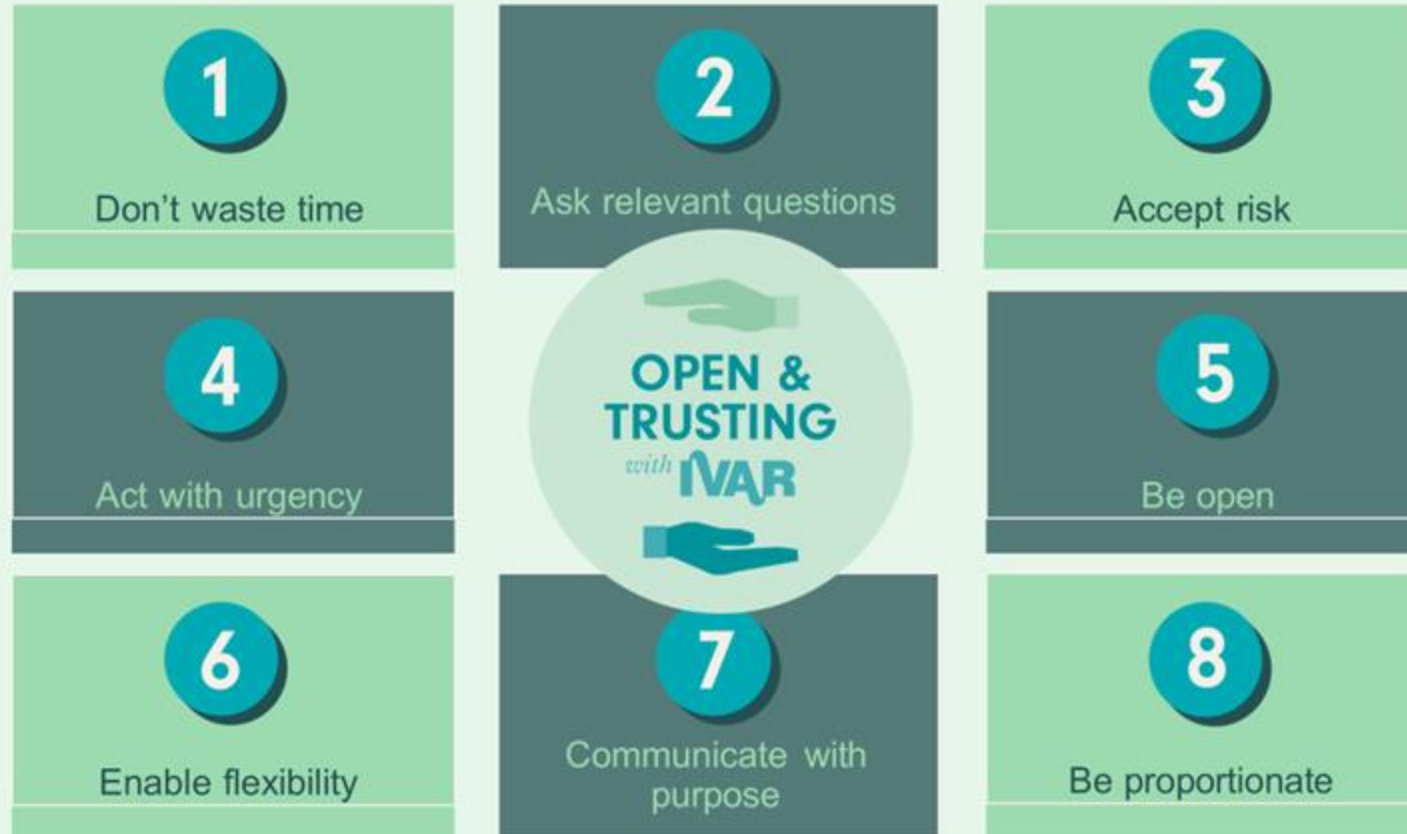 1
Don't waste time
2
Ask relevant questions
3
Accept risk
4
Act with urgency
OPEN &
TRUSTING
with IVAR
5
Be open
6
Enable flexibility
7
Communicate with
purpose
8
Be proportionate